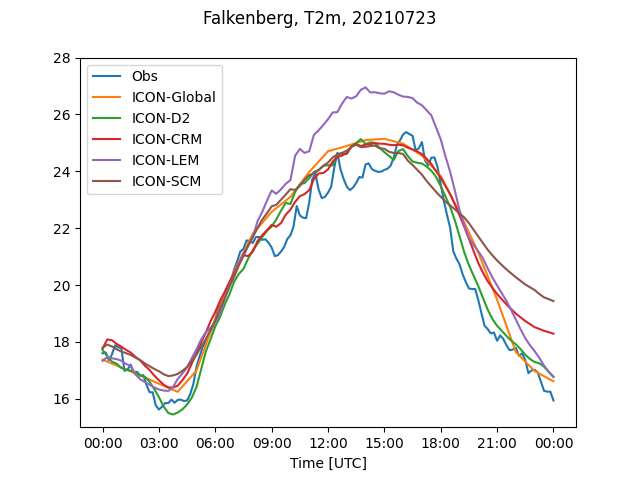 Falkenberg, T2m, 20210723
28
26
24
22
20
18
16
Obs
ICON-Global
ICON-D2
ICON-CRM
ICON-LEM
ICON-SCM
00:00 03:00 06:00 09:00 12:00 15:00 18:00 21:00 00:00
Time [UTC]